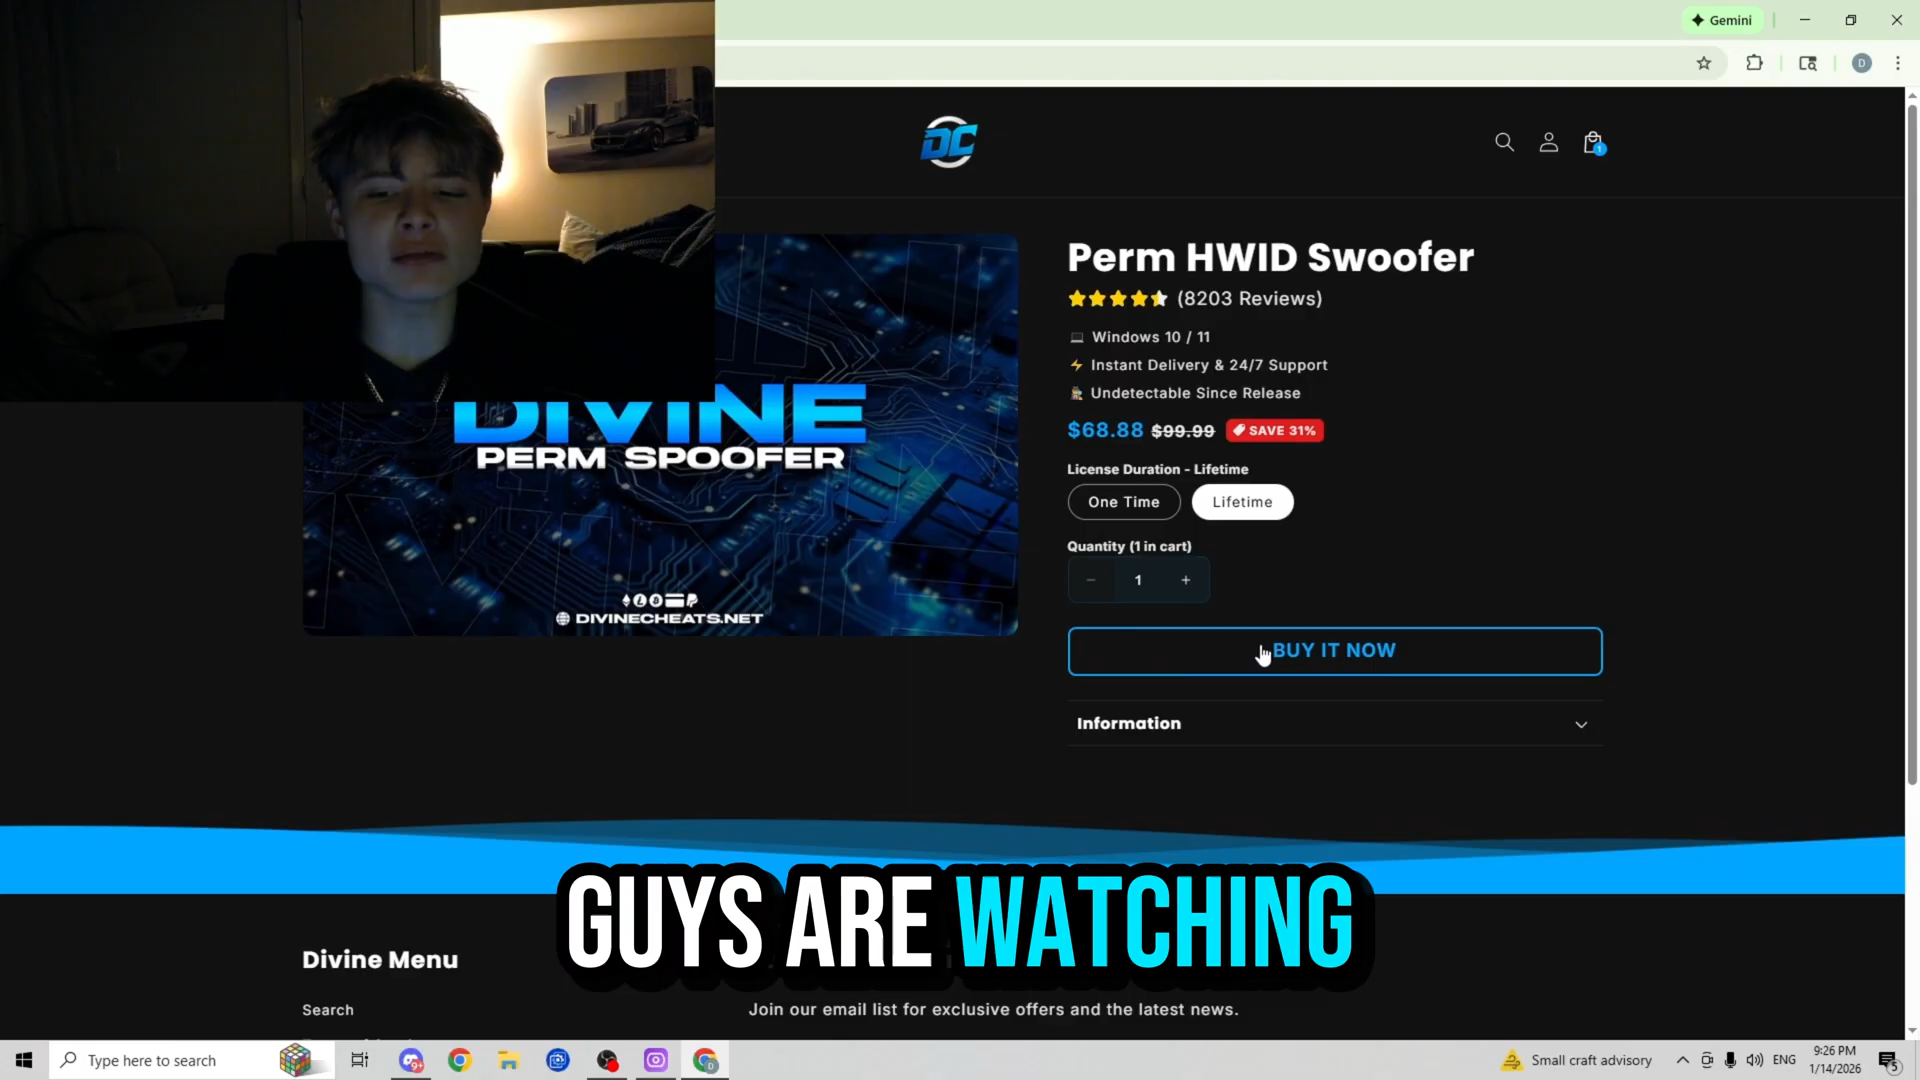 Gemini
D
DC
1
Perm HWID Swoofer
(8203 Reviews)
Windows 10 / 11
Instant Delivery & 24/7 Support
Undetectable Since Release
$68.88 $99.99 SAVE 31%
License Duration - Lifetime
One Time Lifetime
Quantity (1 in cart)
− 1 +
BUY IT NOW
Information
DIVINE
PERM SPOOFER
DIVINECHEATS.NET
GUYS ARE WATCHING
Divine Menu
Search
Join our email list for exclusive offers and the latest news.
Type here to search
9+
D
Small craft advisory
ENG
9:26 PM
1/14/2026
5